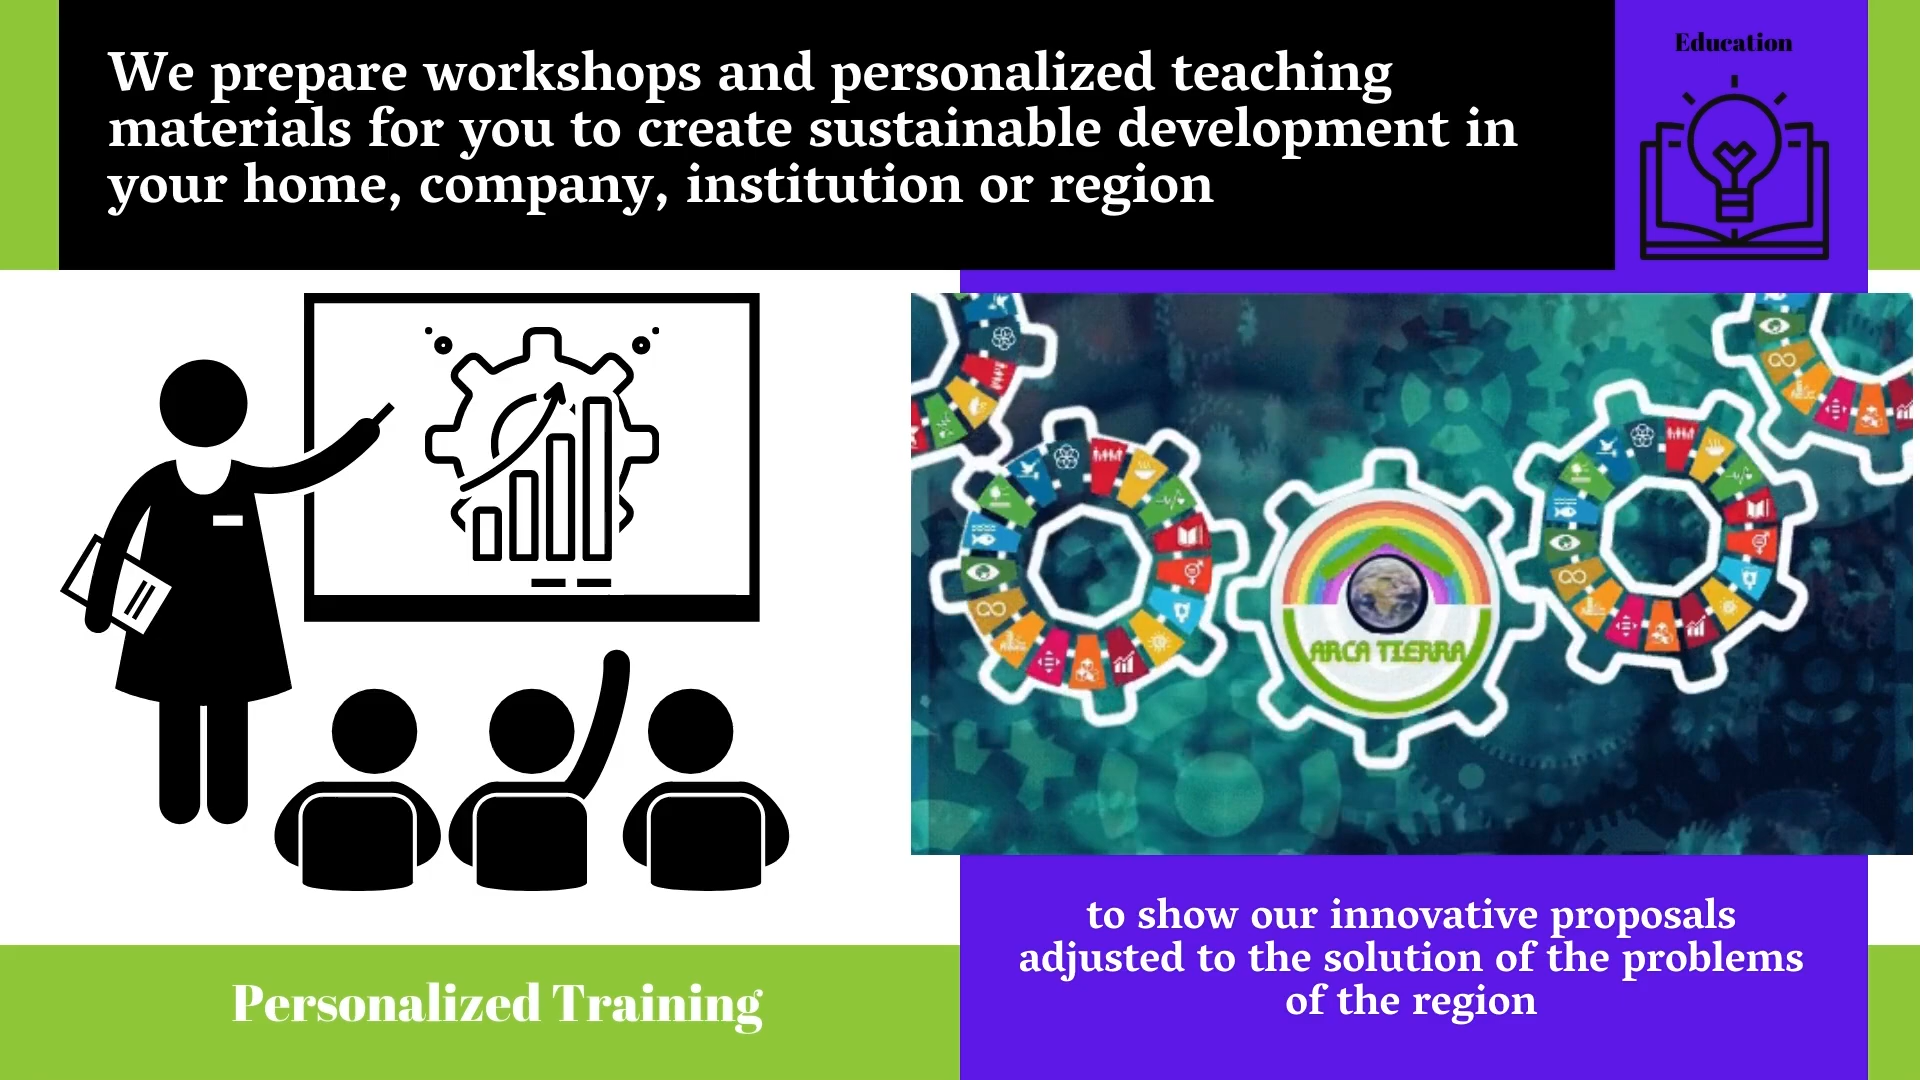 We prepare workshops and personalized teaching
materials for you to create sustainable development in
your home, company, institution or region
Education
ARCA TIERRA
Personalized Training
to show our innovative proposals
adjusted to the solution of the problems
of the region